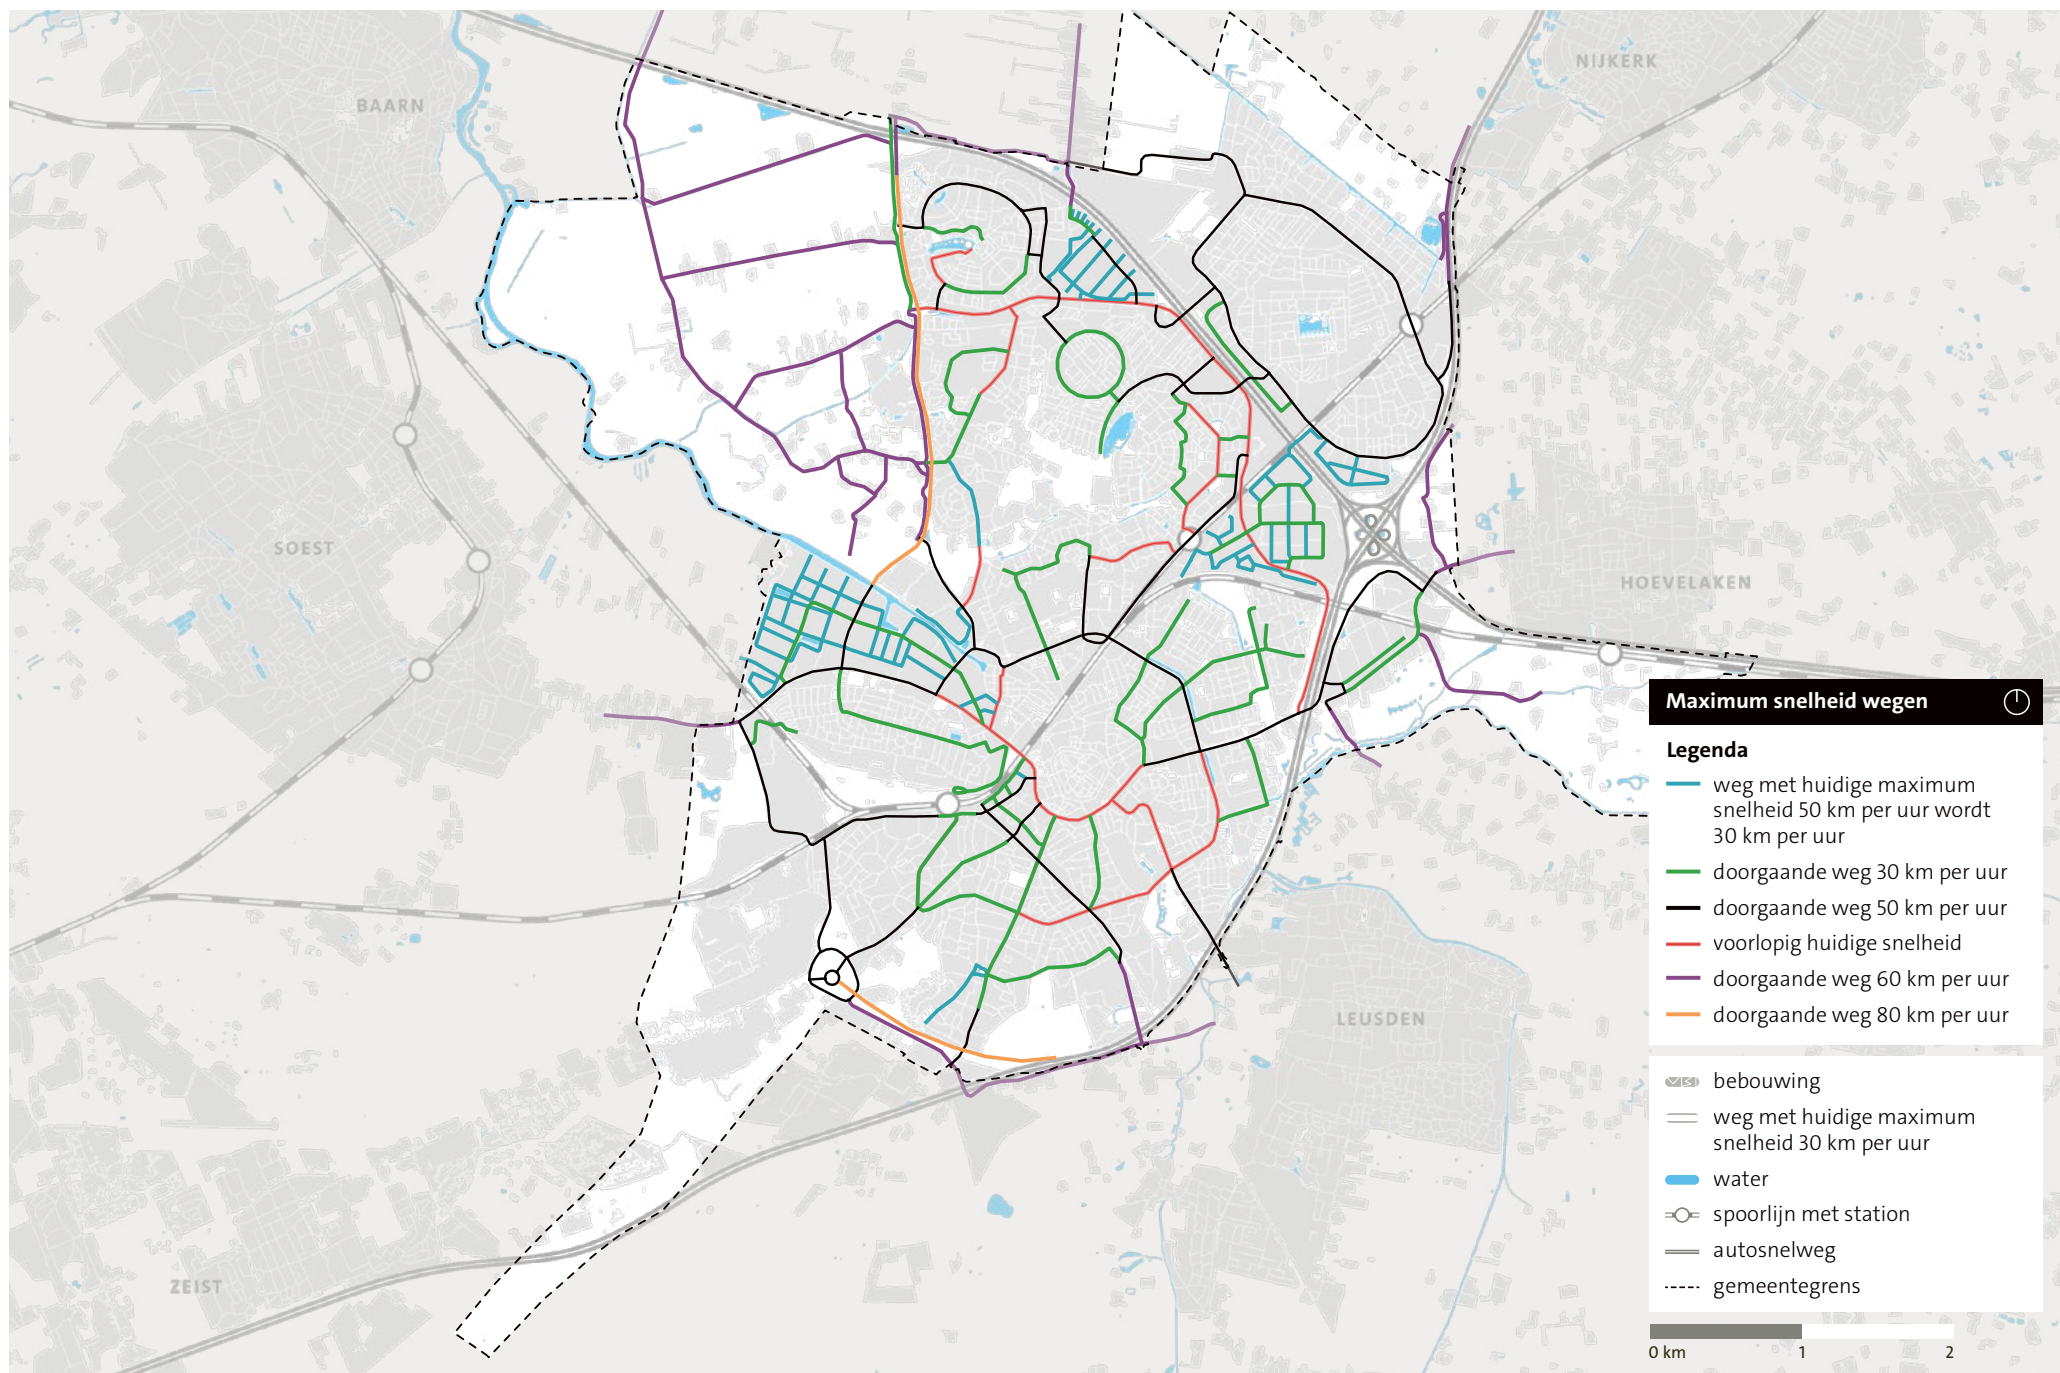 BAARN
NIJKERK
SOEST
HOEVELAKEN
LEUSDEN
ZEIST
Maximum snelheid wegen
Legenda
weg met huidige maximum
snelheid 50 km per uur wordt
30 km per uur
doorgaande weg 30 km per uur
doorgaande weg 50 km per uur
voorlopig huidige snelheid
doorgaande weg 60 km per uur
doorgaande weg 80 km per uur
bebouwing
weg met huidige maximum
snelheid 30 km per uur
water
spoorlijn met station
autosnelweg
gemeentegrens
0 km 1 2